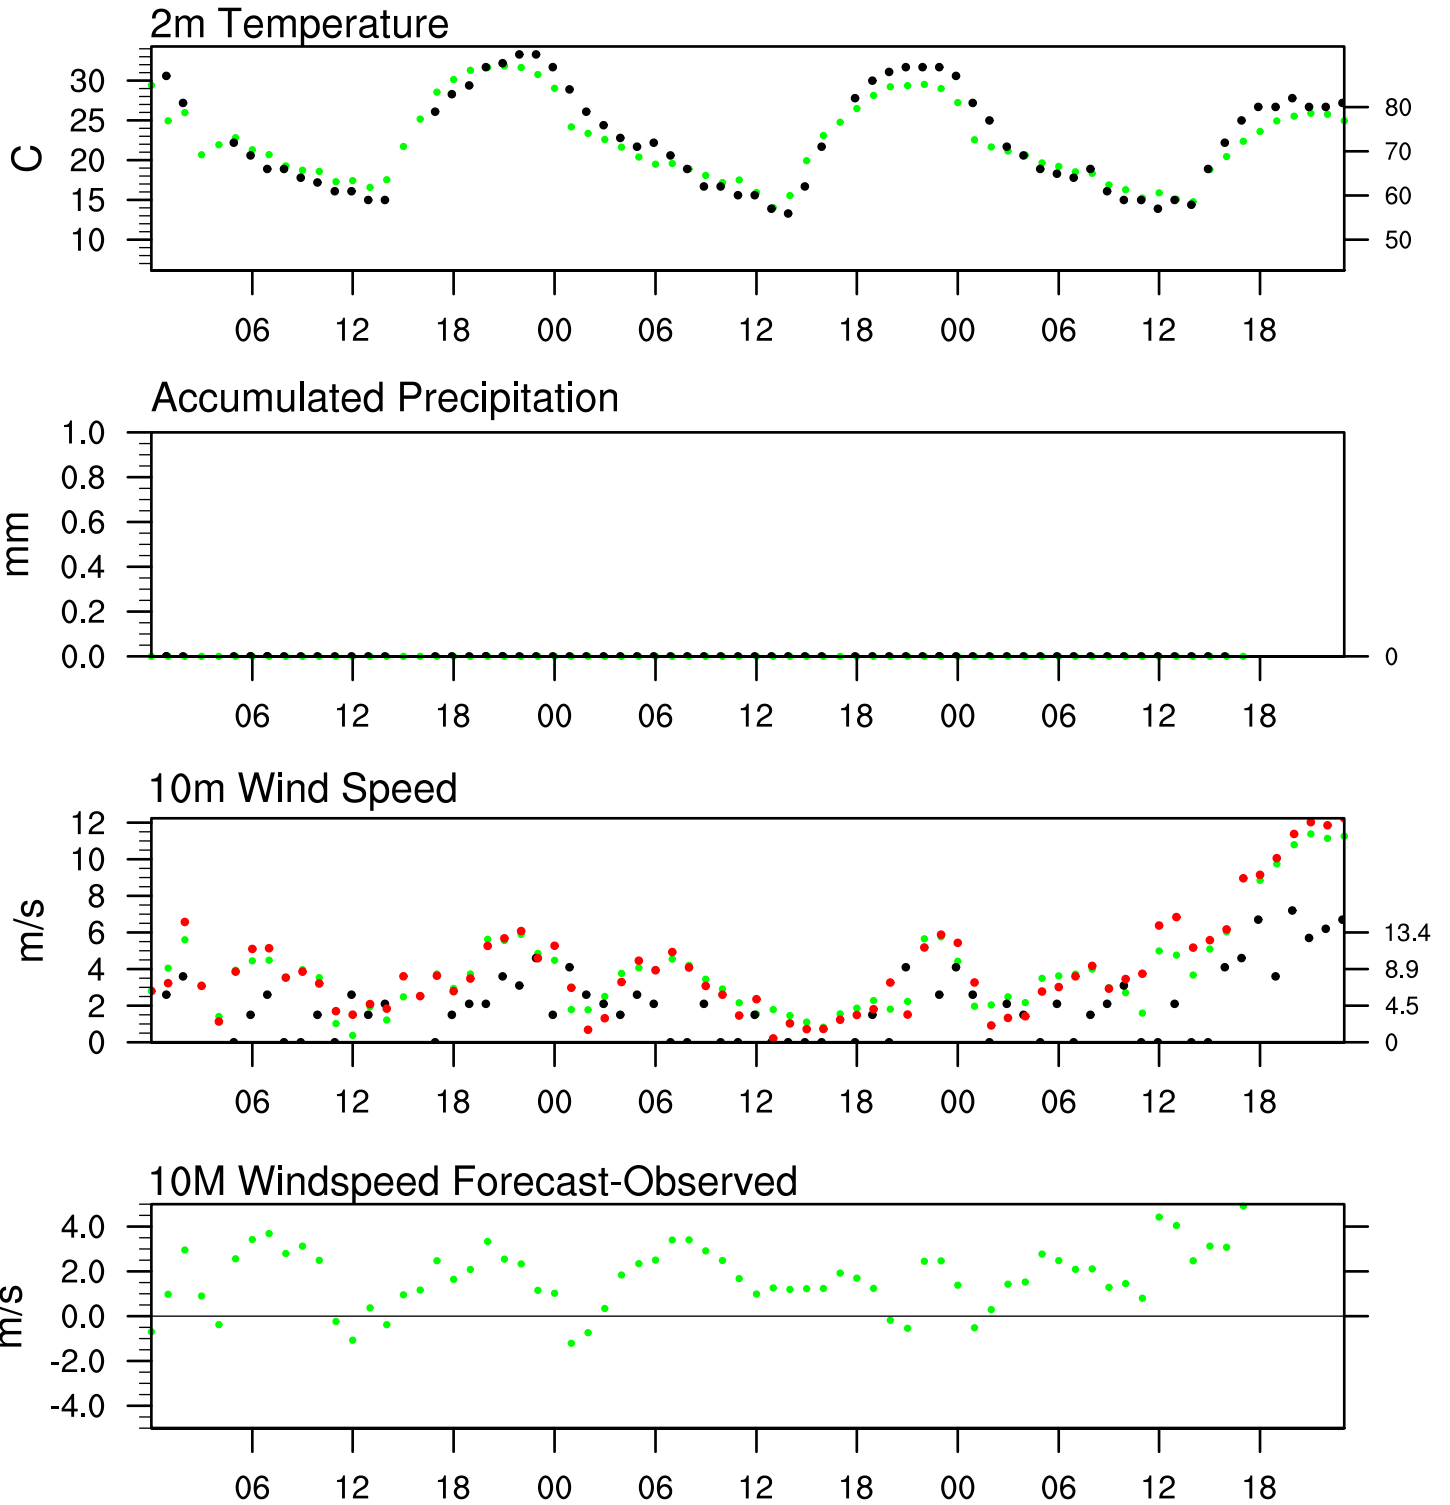 2m Temperature
C
30
25
20
15
10
80
70
60
50
06 12 18 00 06 12 18 00 06 12 18
Accumulated Precipitation
mm
1.0
0.8
0.6
0.4
0.2
0.0
0
06 12 18 00 06 12 18 00 06 12 18
10m Wind Speed
m/s
12
10
8
6
4
2
0
13.4
8.9
4.5
0
06 12 18 00 06 12 18 00 06 12 18
10M Windspeed Forecast-Observed
m/s
4.0
2.0
0.0
-2.0
-4.0
06 12 18 00 06 12 18 00 06 12 18